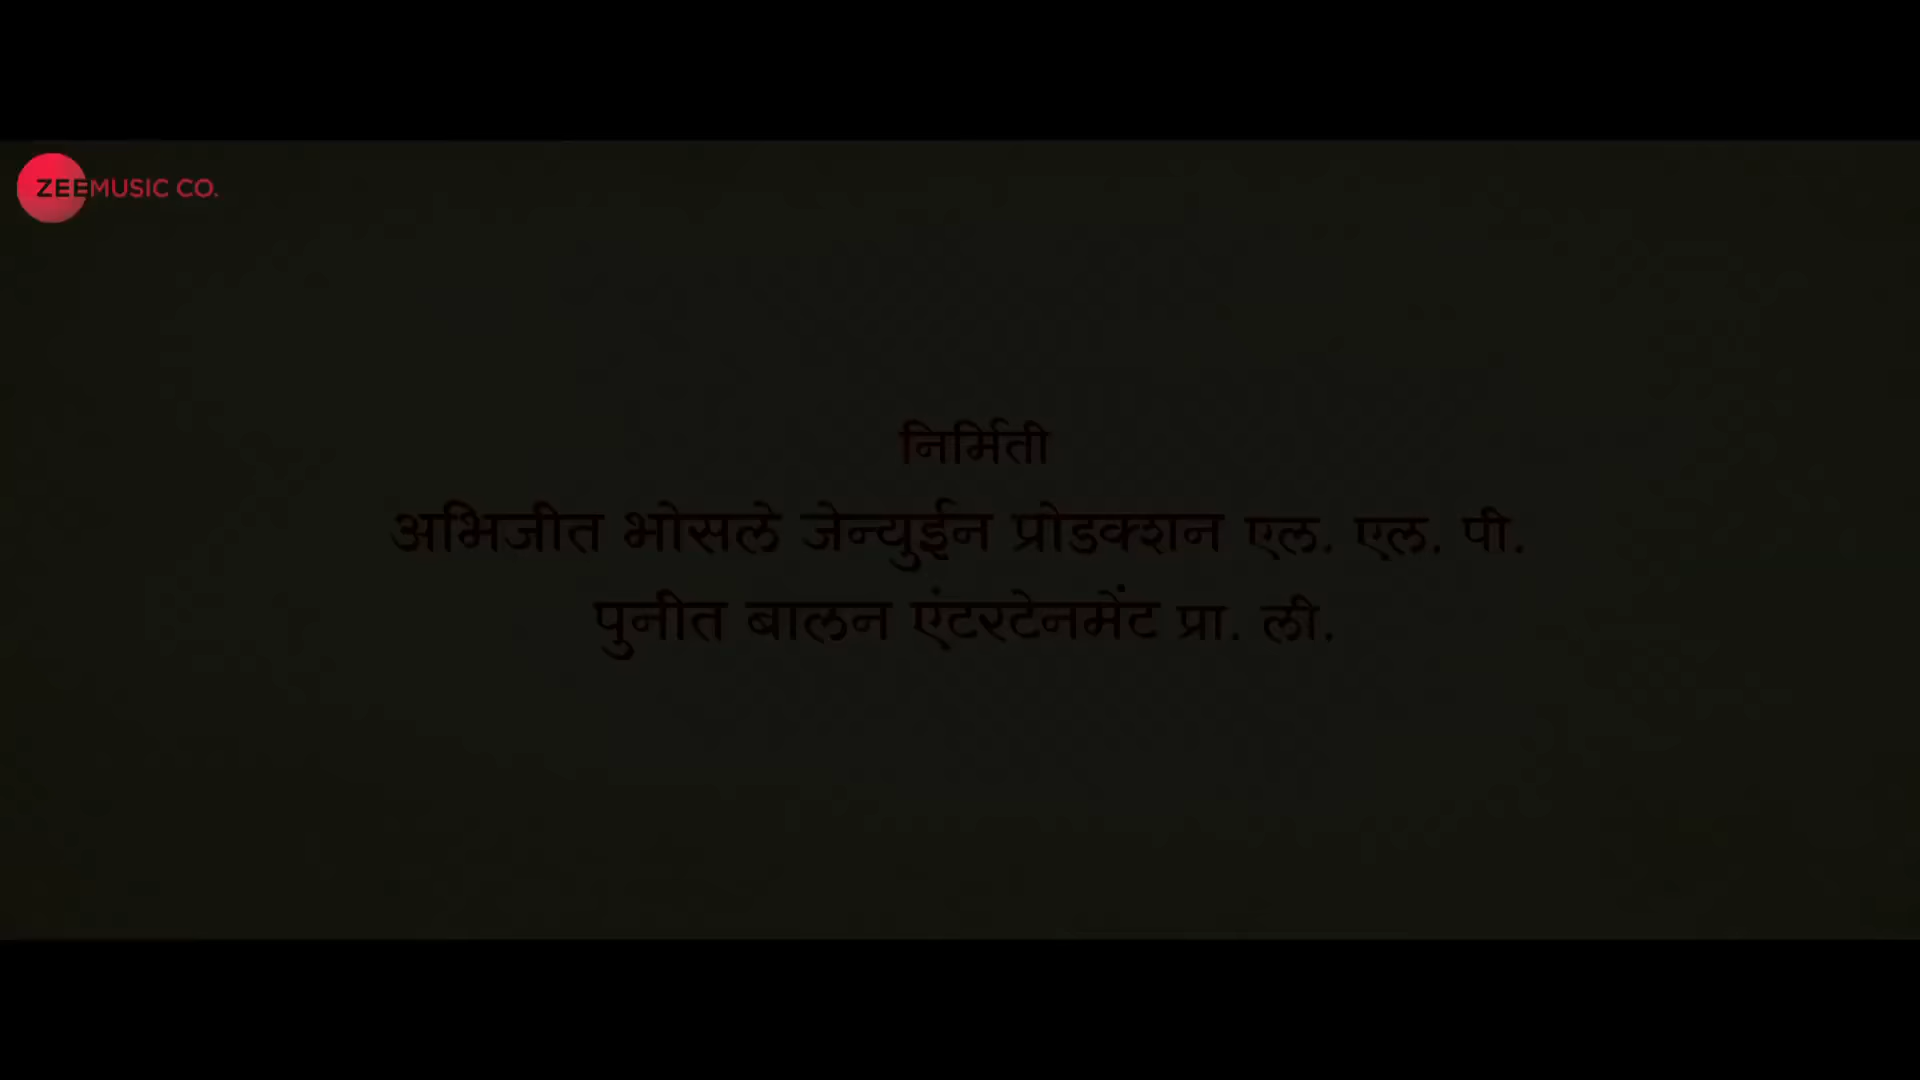 ZEEMUSIC CO.
निर्मिती
अभिजीत भोसले जेन्युईन प्रोडक्शन एल. एल. पी.
पुनीत बालन एंटरटेनमेंट प्रा. ली.